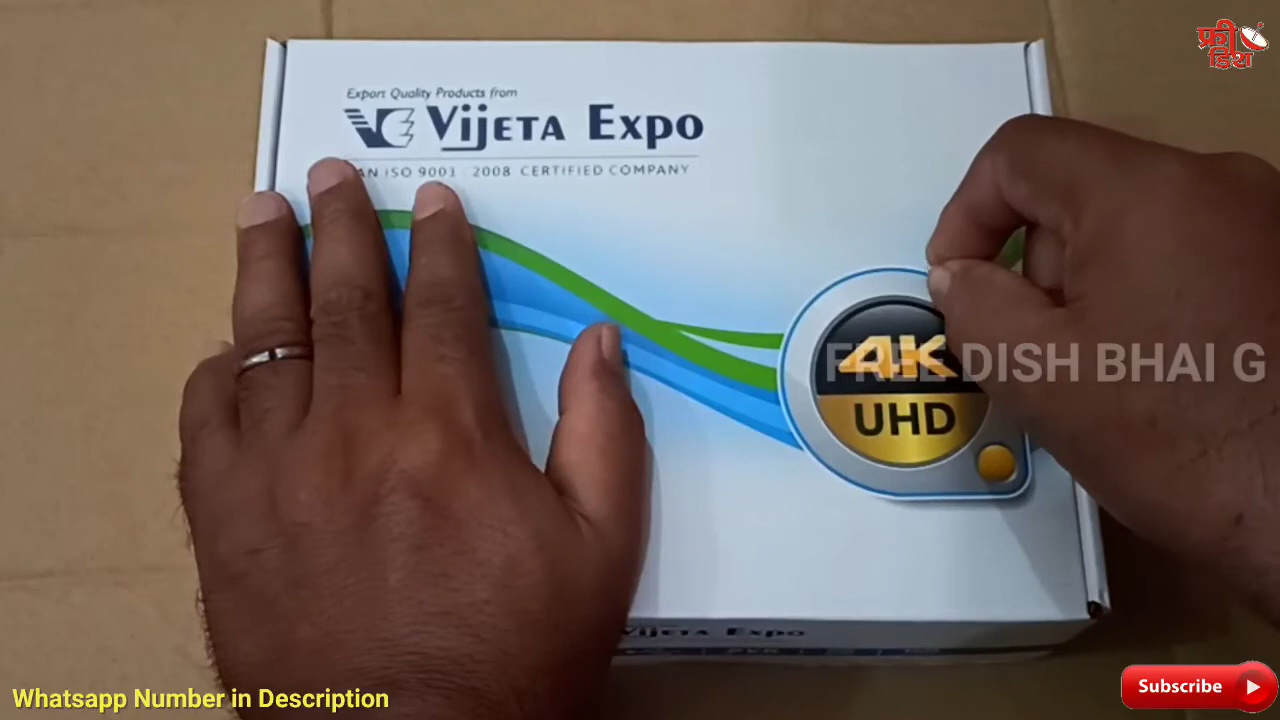 फ्री
डिश
Export Quality Products from
VIJETA EXPO
AN ISO 9001 : 2008 CERTIFIED COMPANY
4K
UHD
FREE DISH BHAI G
VIJETA EXPO
Whatsapp Number in Description
Subscribe